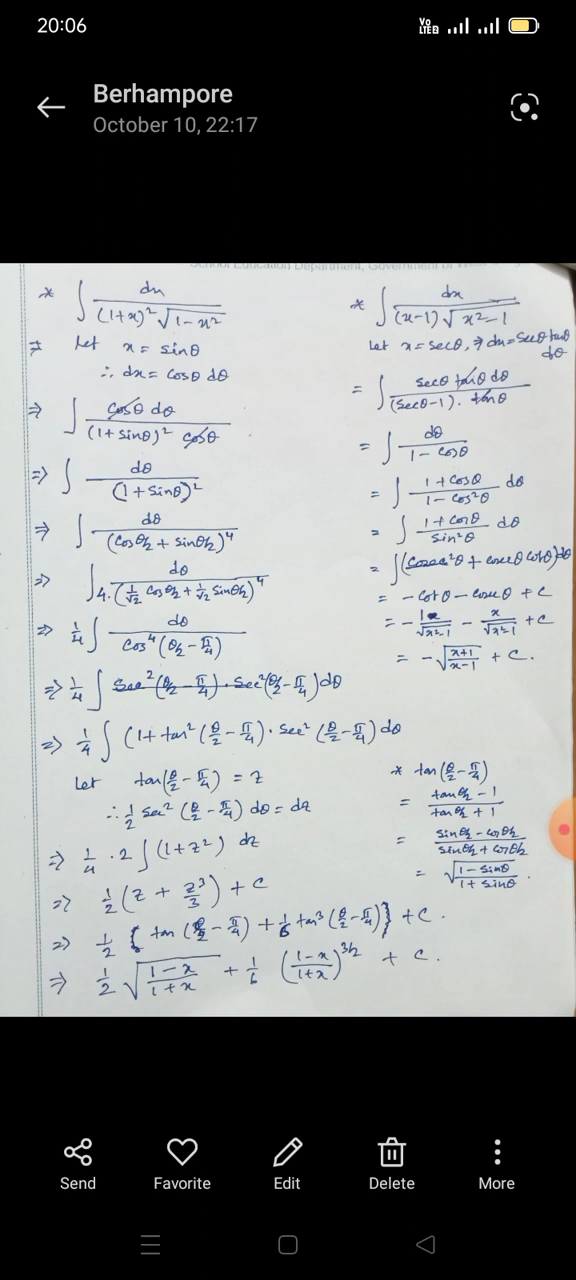 20:06
Vo LTE2
Berhampore
October 10, 22:17
* ∫ dx / (1+x)² √(1-x²)
⇒ Let x = sinθ
∴ dx = cosθ dθ
⇒ ∫ cosθ dθ / (1+sinθ)² cosθ
⇒ ∫ dθ / (1+sinθ)²
⇒ ∫ dθ / (cosθ/2 + sinθ/2)⁴
⇒ ∫ dθ / 4.(1/√2 cosθ/2 + 1/√2 sinθ/2)⁴
⇒ 1/4 ∫ dθ / cos⁴(θ/2 - π/4)
⇒ 1/4 ∫ sec²(θ/2 - π/4) · sec²(θ/2 - π/4) dθ
⇒ 1/4 ∫ (1 + tan²(θ/2 - π/4) · sec²(θ/2 - π/4) dθ
Let tan(θ/2 - π/4) = z
∴ 1/2 sec²(θ/2 - π/4) dθ = dz
⇒ 1/4 · 2 ∫ (1+z²) dz
⇒ 1/2 (z + z³/3) + c
⇒ 1/2 { tan(θ/2 - π/4) + 1/6 tan³(θ/2 - π/4)} + c.
⇒ 1/2 √((1-x)/(1+x)) + 1/6 ((1-x)/(1+x))^3/2 + c.
* ∫ dx / (x-1) √(x²-1)
Let x = secθ, ⇒ dx = secθ tanθ
dθ
= ∫ secθ tanθ dθ / (secθ-1). tanθ
= ∫ dθ / 1 - cosθ
= ∫ 1+cosθ / 1-cos²θ dθ
= ∫ 1+cosθ / sin²θ dθ
= ∫(cosec²θ + cosecθ cotθ)dθ
= -cotθ - cosecθ + c
= - 1 / √(x²-1) - x / √(x²-1) + c
= - √((x+1)/(x-1)) + c.
* tan(θ/2 - π/4)
= tanθ/2 - 1 / tanθ/2 + 1
= sinθ/2 - cosθ/2 / sinθ/2 + cosθ/2
= √((1-sinθ)/(1+sinθ)).
Send
Favorite
Edit
Delete
More